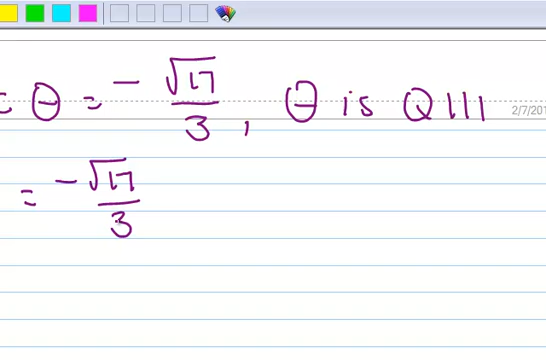 c θ = -√17/3, θ is QIII
2/7/201
= -√17/3